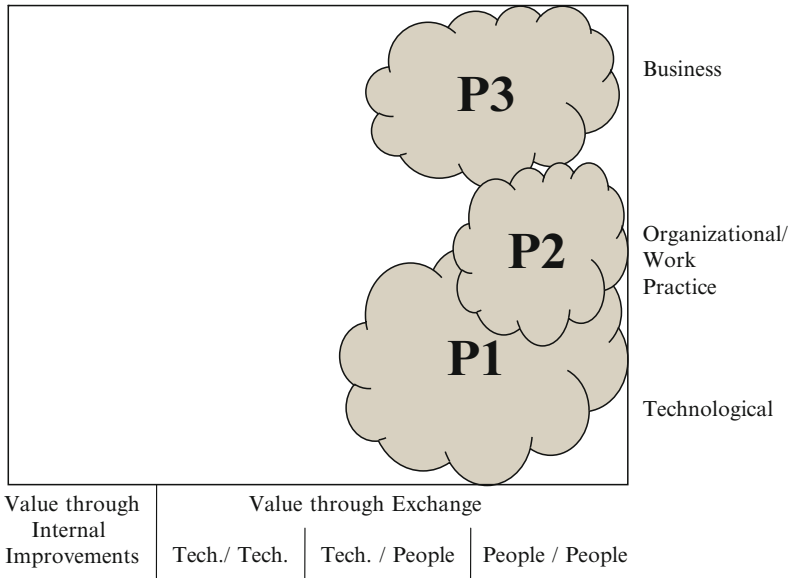 P3
Business
P2
Organizational/
Work
Practice
P1
Technological
Value through
Internal
Improvements
Value through Exchange
Tech./ Tech.
Tech. / People
People / People